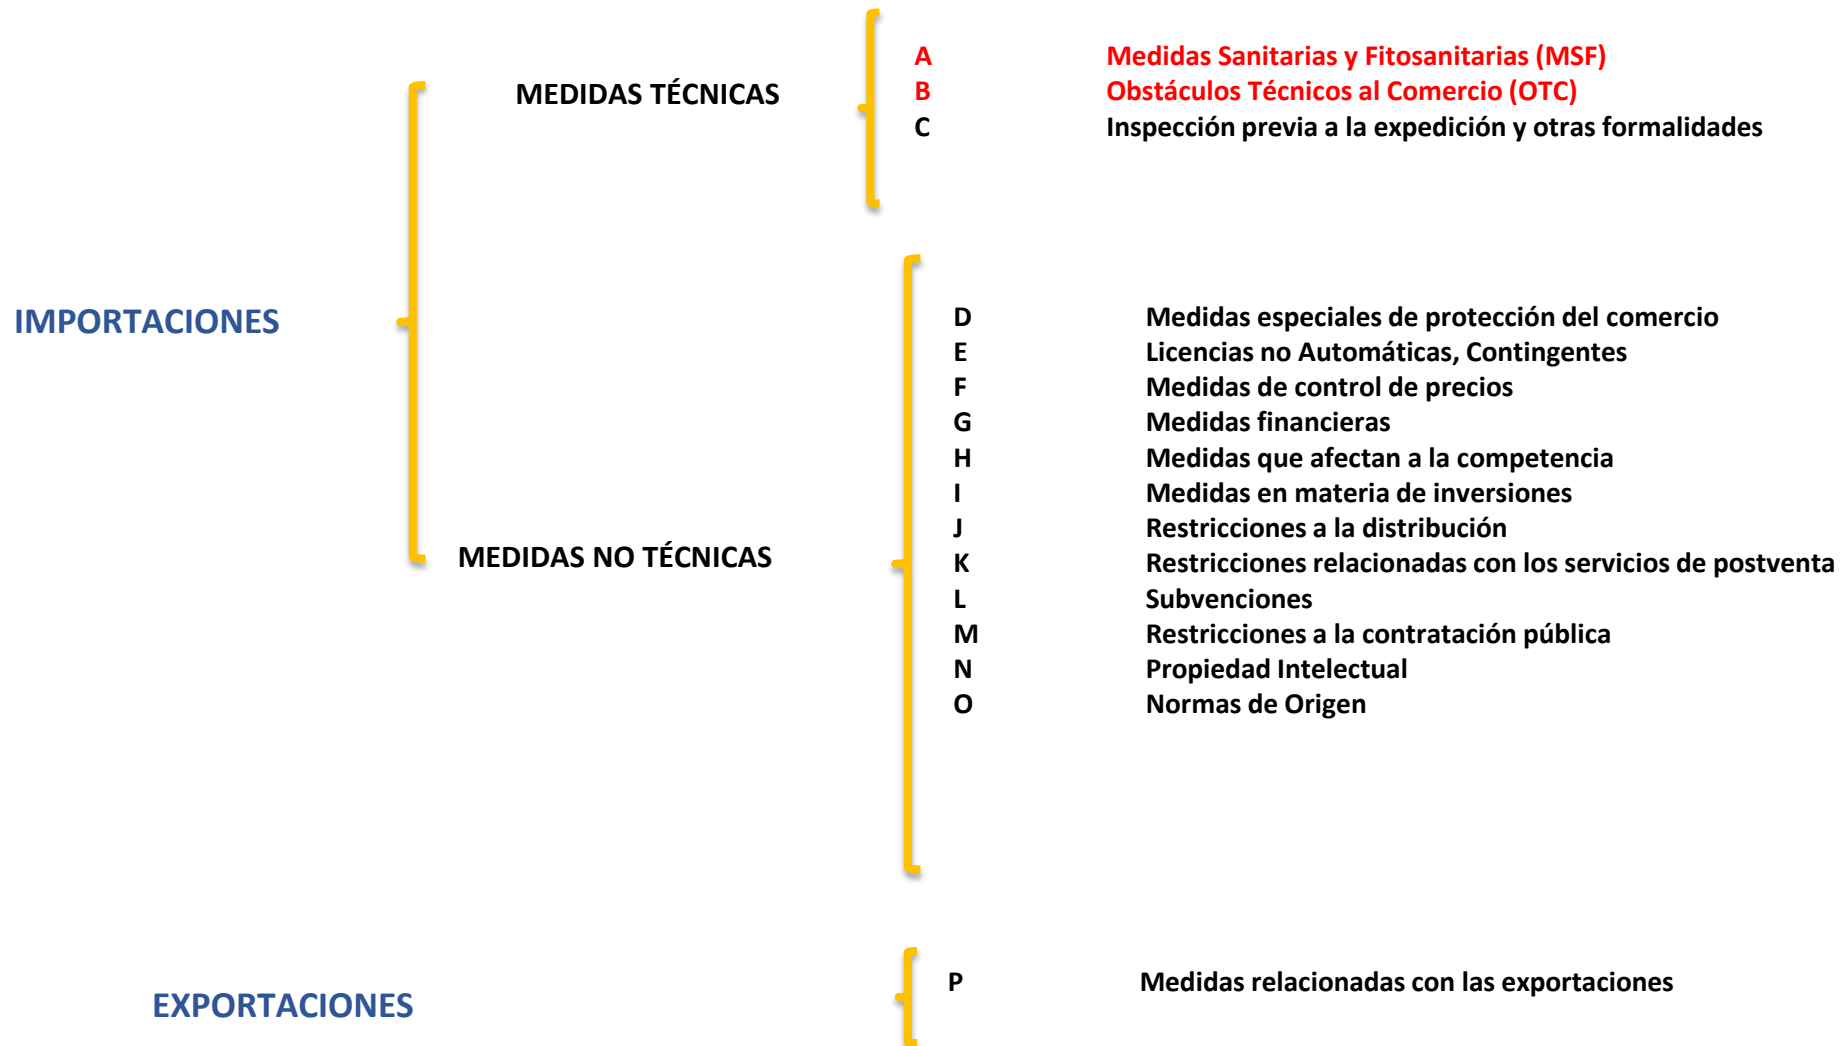 MEDIDAS TÉCNICAS
A Medidas Sanitarias y Fitosanitarias (MSF)
B Obstáculos Técnicos al Comercio (OTC)
C Inspección previa a la expedición y otras formalidades
IMPORTACIONES
MEDIDAS NO TÉCNICAS
D Medidas especiales de protección del comercio
E Licencias no Automáticas, Contingentes
F Medidas de control de precios
G Medidas financieras
H Medidas que afectan a la competencia
I Medidas en materia de inversiones
J Restricciones a la distribución
K Restricciones relacionadas con los servicios de postventa
L Subvenciones
M Restricciones a la contratación pública
N Propiedad Intelectual
O Normas de Origen
EXPORTACIONES
P Medidas relacionadas con las exportaciones